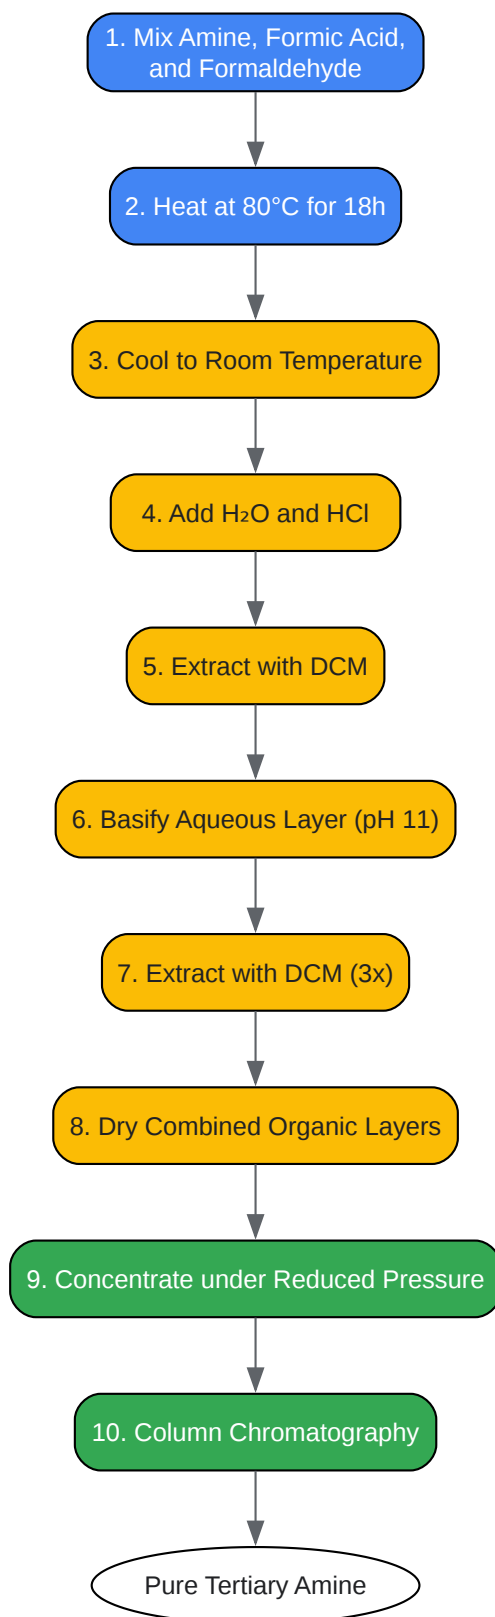 1. Mix Amine, Formic Acid,
and Formaldehyde
2. Heat at 80°C for 18h
3. Cool to Room Temperature
4. Add H₂O and HCl
5. Extract with DCM
6. Basify Aqueous Layer (pH 11)
7. Extract with DCM (3x)
8. Dry Combined Organic Layers
9. Concentrate under Reduced Pressure
10. Column Chromatography
Pure Tertiary Amine